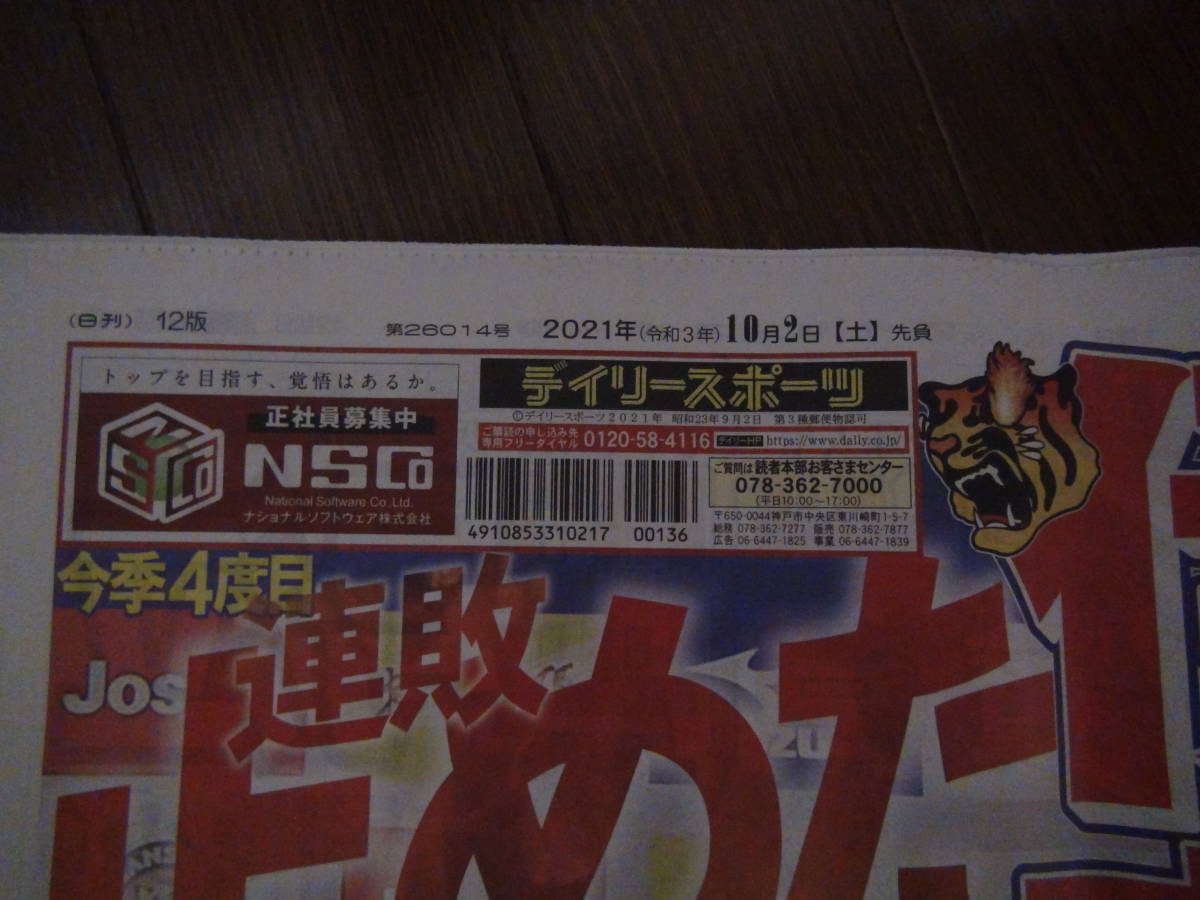 (日刊) 12版 第26014号 2021年(令和3年)10月2日【土】先負
トップを目指す、覚悟はあるか。
正社員募集中
NSCO
National Software Co.,Ltd.
ナショナルソフトウェア株式会社
デイリースポーツ
©デイリースポーツ2021年 昭和23年9月2日 第3種郵便物認可
ご購読の申し込み先
専用フリーダイヤル 0120-58-4116 デイリーHP https://www.daily.co.jp/
4910853310217 00136
ご質問は読者本部お客さまセンター
078-362-7000
(平日10:00~17:00)
〒650-0044神戸市中央区東川崎町1-5-7
総務 078-362-7277 販売 078-362-7877
広告 06-6447-1825 事業 06-6447-1839
今季4度目
連敗
止めた
Jos
ZU